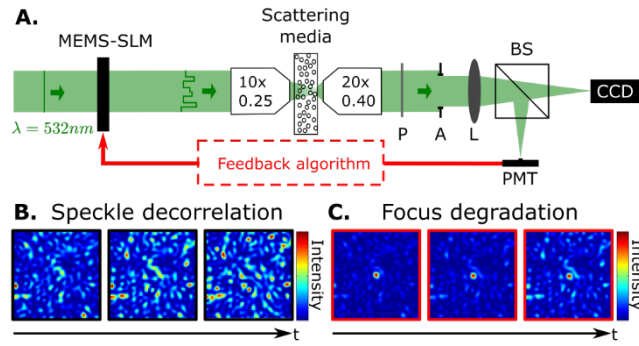 A.
MEMS-SLM
Scattering
media
10x
0.25
20x
0.40
BS
CCD
λ = 532nm
P
A
L
Feedback algorithm
PMT
B. Speckle decorrelation
C. Focus degradation
Intensity
Intensity
t
t